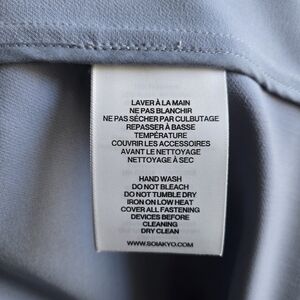 LAVER À LA MAIN
NE PAS BLANCHIR
NE PAS SÉCHER PAR CULBUTAGE
REPASSER À BASSE
TEMPÉRATURE
COUVRIR LES ACCESSOIRES
AVANT LE NETTOYAGE
NETTOYAGE À SEC
HAND WASH
DO NOT BLEACH
DO NOT TUMBLE DRY
IRON ON LOW HEAT
COVER ALL FASTENING
DEVICES BEFORE
CLEANING
DRY CLEAN
WWW.SOIAKYO.COM